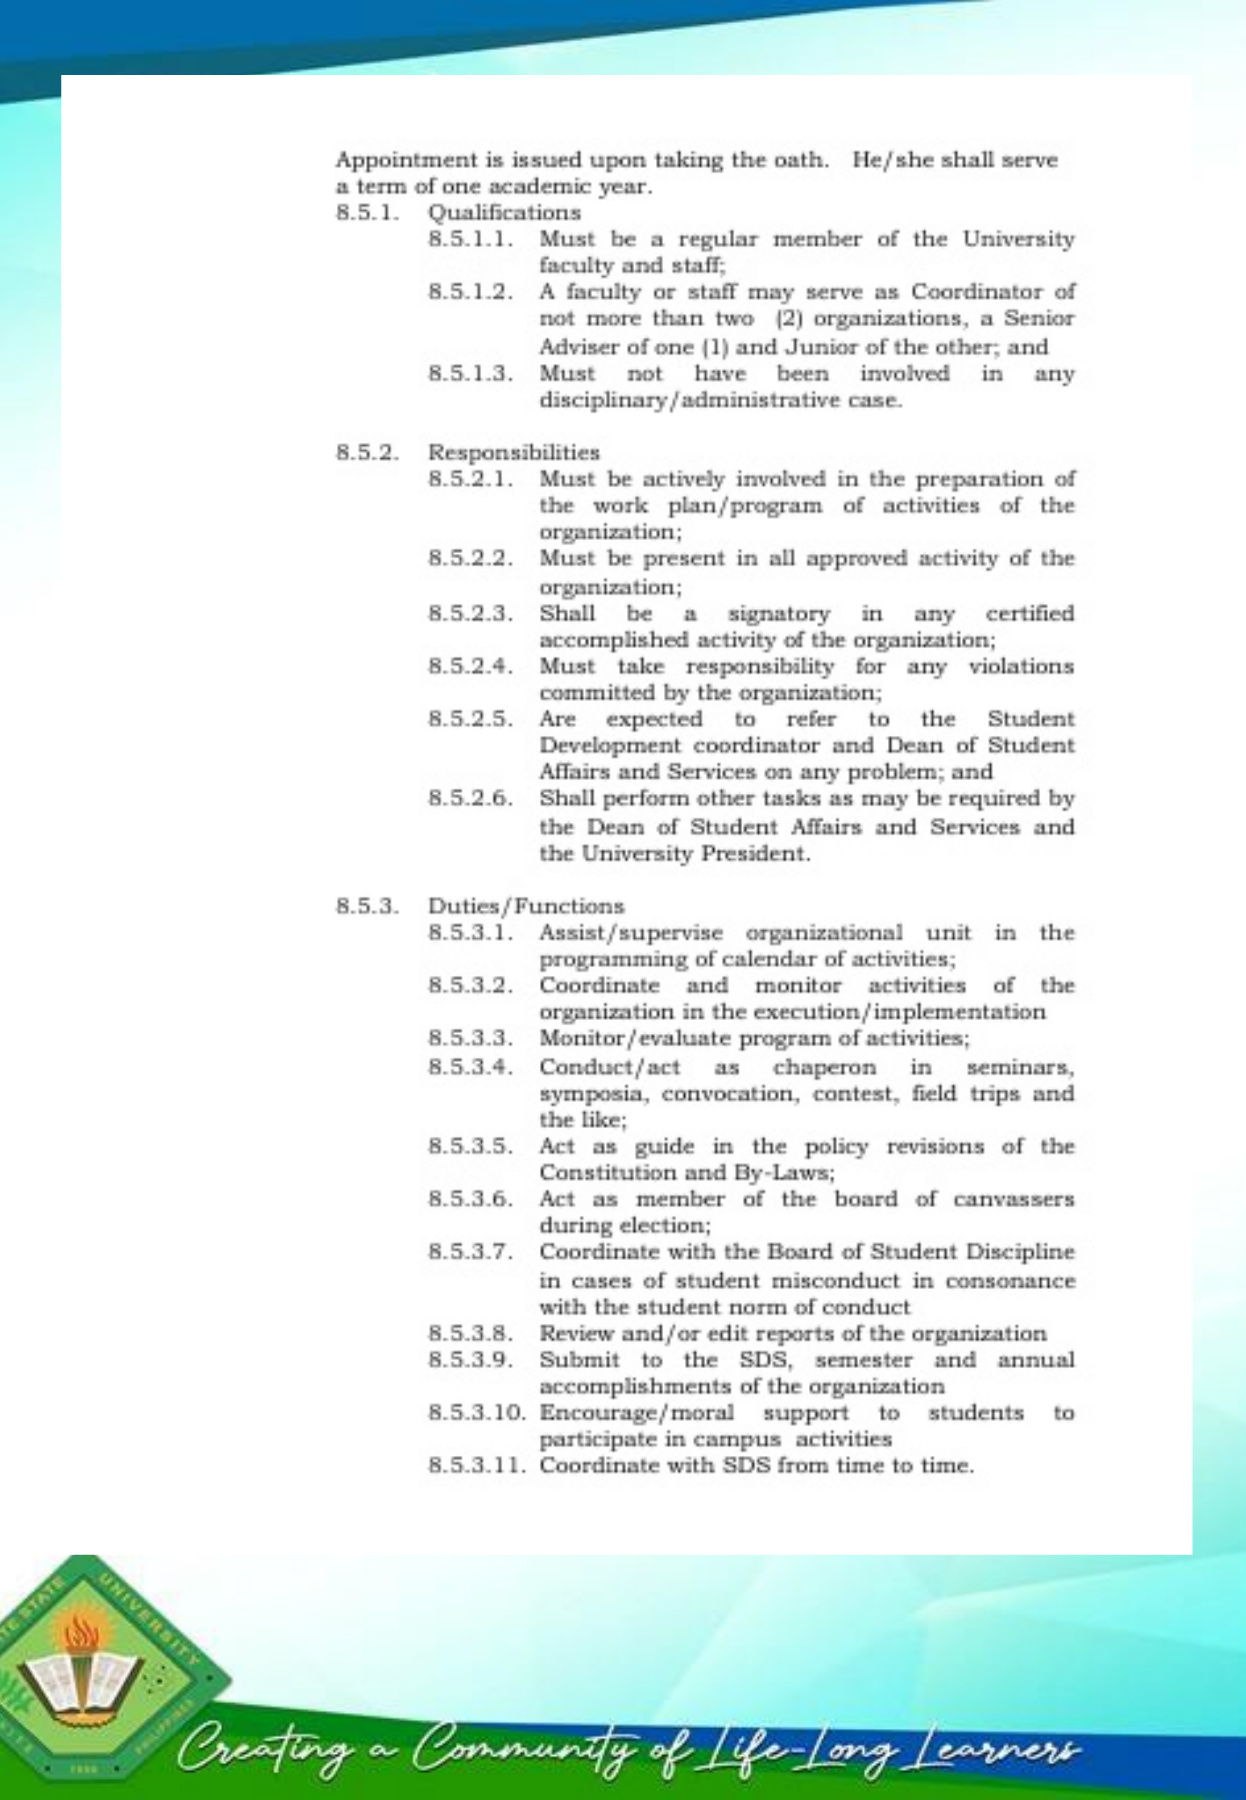 Appointment is issued upon taking the oath. He/she shall serve
a term of one academic year.
8.5.1. Qualifications
8.5.1.1. Must be a regular member of the University
faculty and staff;
8.5.1.2. A faculty or staff may serve as Coordinator of
not more than two (2) organizations, a Senior
Adviser of one (1) and Junior of the other; and
8.5.1.3. Must not have been involved in any
disciplinary/administrative case.
8.5.2. Responsibilities
8.5.2.1. Must be actively involved in the preparation of
the work plan/program of activities of the
organization;
8.5.2.2. Must be present in all approved activity of the
organization;
8.5.2.3. Shall be a signatory in any certified
accomplished activity of the organization;
8.5.2.4. Must take responsibility for any violations
committed by the organization;
8.5.2.5. Are expected to refer to the Student
Development coordinator and Dean of Student
Affairs and Services on any problem; and
8.5.2.6. Shall perform other tasks as may be required by
the Dean of Student Affairs and Services and
the University President.
8.5.3. Duties/Functions
8.5.3.1. Assist/supervise organizational unit in the
programming of calendar of activities;
8.5.3.2. Coordinate and monitor activities of the
organization in the execution/implementation
8.5.3.3. Monitor/evaluate program of activities;
8.5.3.4. Conduct/act as chaperon in seminars,
symposia, convocation, contest, field trips and
the like;
8.5.3.5. Act as guide in the policy revisions of the
Constitution and By-Laws;
8.5.3.6. Act as member of the board of canvassers
during election;
8.5.3.7. Coordinate with the Board of Student Discipline
in cases of student misconduct in consonance
with the student norm of conduct
8.5.3.8. Review and/or edit reports of the organization
8.5.3.9. Submit to the SDS, semester and annual
accomplishments of the organization
8.5.3.10. Encourage/moral support to students to
participate in campus activities
8.5.3.11. Coordinate with SDS from time to time.
STATE UNIVERSITY
PHILIPPINES
Creating a Community of Life-Long Learners